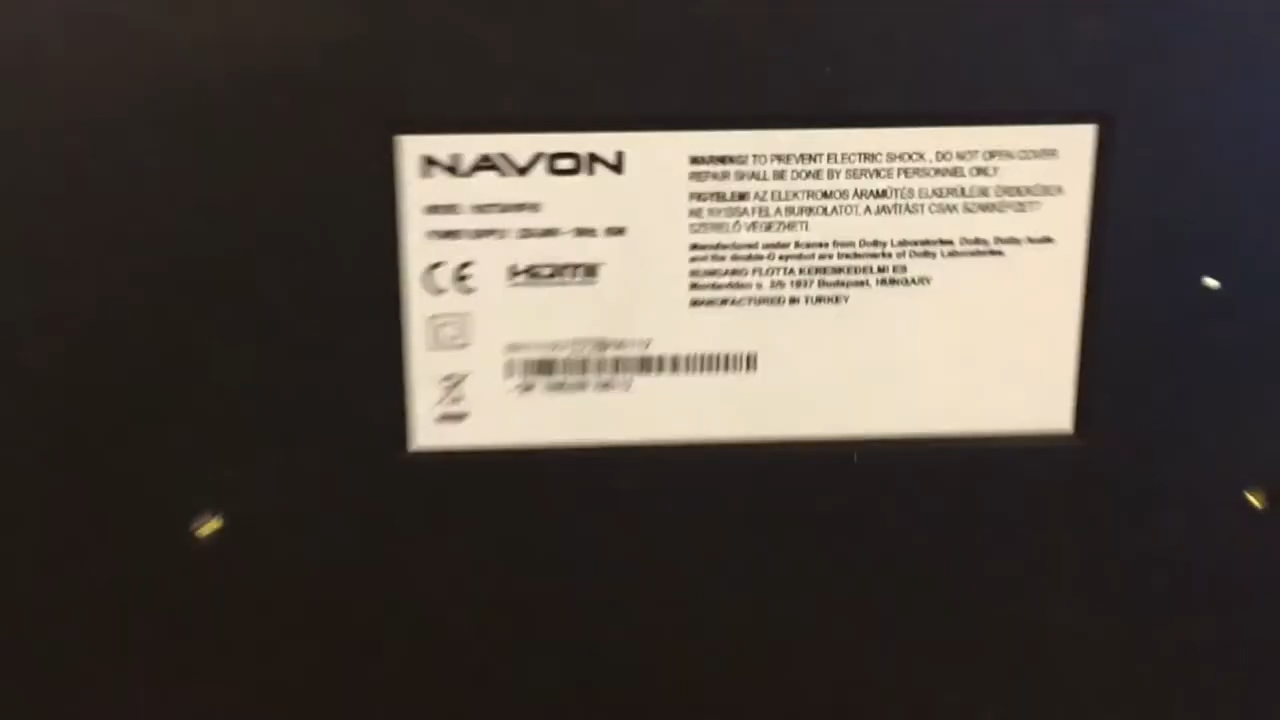 NAVON
CE
HDMI
WARNING! TO PREVENT ELECTRIC SHOCK , DO NOT OPEN COVER
REPAIR SHALL BE DONE BY SERVICE PERSONNEL ONLY
FIGYELEM! AZ ELEKTROMOS ÁRAMÜTÉS ELKERÜLÉSE ÉRDEKÉBEN
NE NYISSA FEL A BURKOLATOT, A JAVÍTÁST CSAK SZAKKÉPZETT
SZERELŐ VÉGEZHETI.
Manufactured under license from Dolby Laboratories. Dolby, Dolby Audio
and the double-D symbol are trademarks of Dolby Laboratories.
HUNGARO FLOTTA KERESKEDELMI
1037 Budapest, HUNGARY
MANUFACTURED IN TURKEY